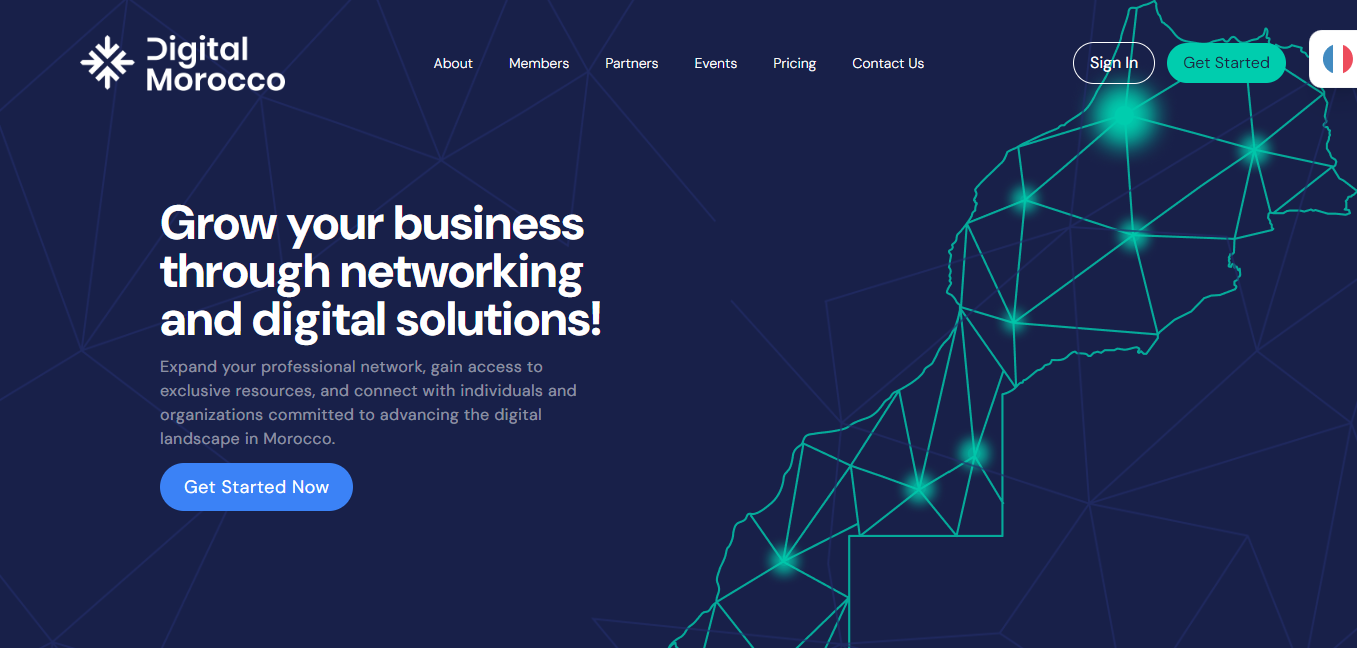 Digital
Morocco
About Members Partners Events Pricing Contact Us
Sign In Get Started
Grow your business
through networking
and digital solutions!
Expand your professional network, gain access to
exclusive resources, and connect with individuals and
organizations committed to advancing the digital
landscape in Morocco.
Get Started Now